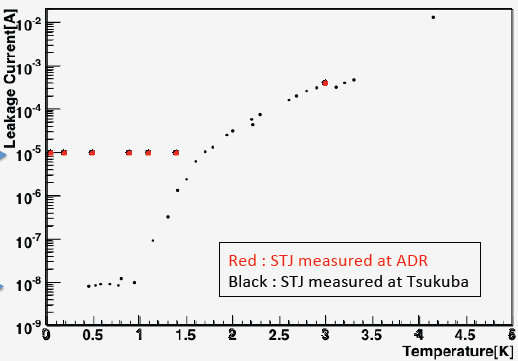 Leakage Current[A]
10-2
10-3
10-4
10-5
10-6
10-7
10-8
10-9
Red : STJ measured at ADR
Black : STJ measured at Tsukuba
0 0.5 1 1.5 2 2.5 3 3.5 4 4.5 5
Temperature[K]